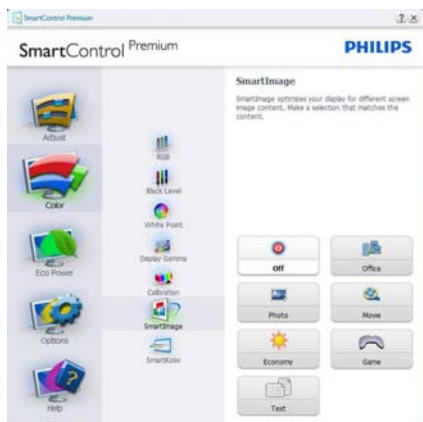 SmartControl Premium
SmartControl Premium
PHILIPS
SmartImage
SmartImage optimizes your display for different screen
image content. Make a selection that matches the
content.
Adjust
Color
Eco Power
Options
Help
RGB
Black Level
White Point
Display Gamma
Calibration
SmartImage
SmartKolor
Off
Office
Photo
Movie
Economy
Game
Text